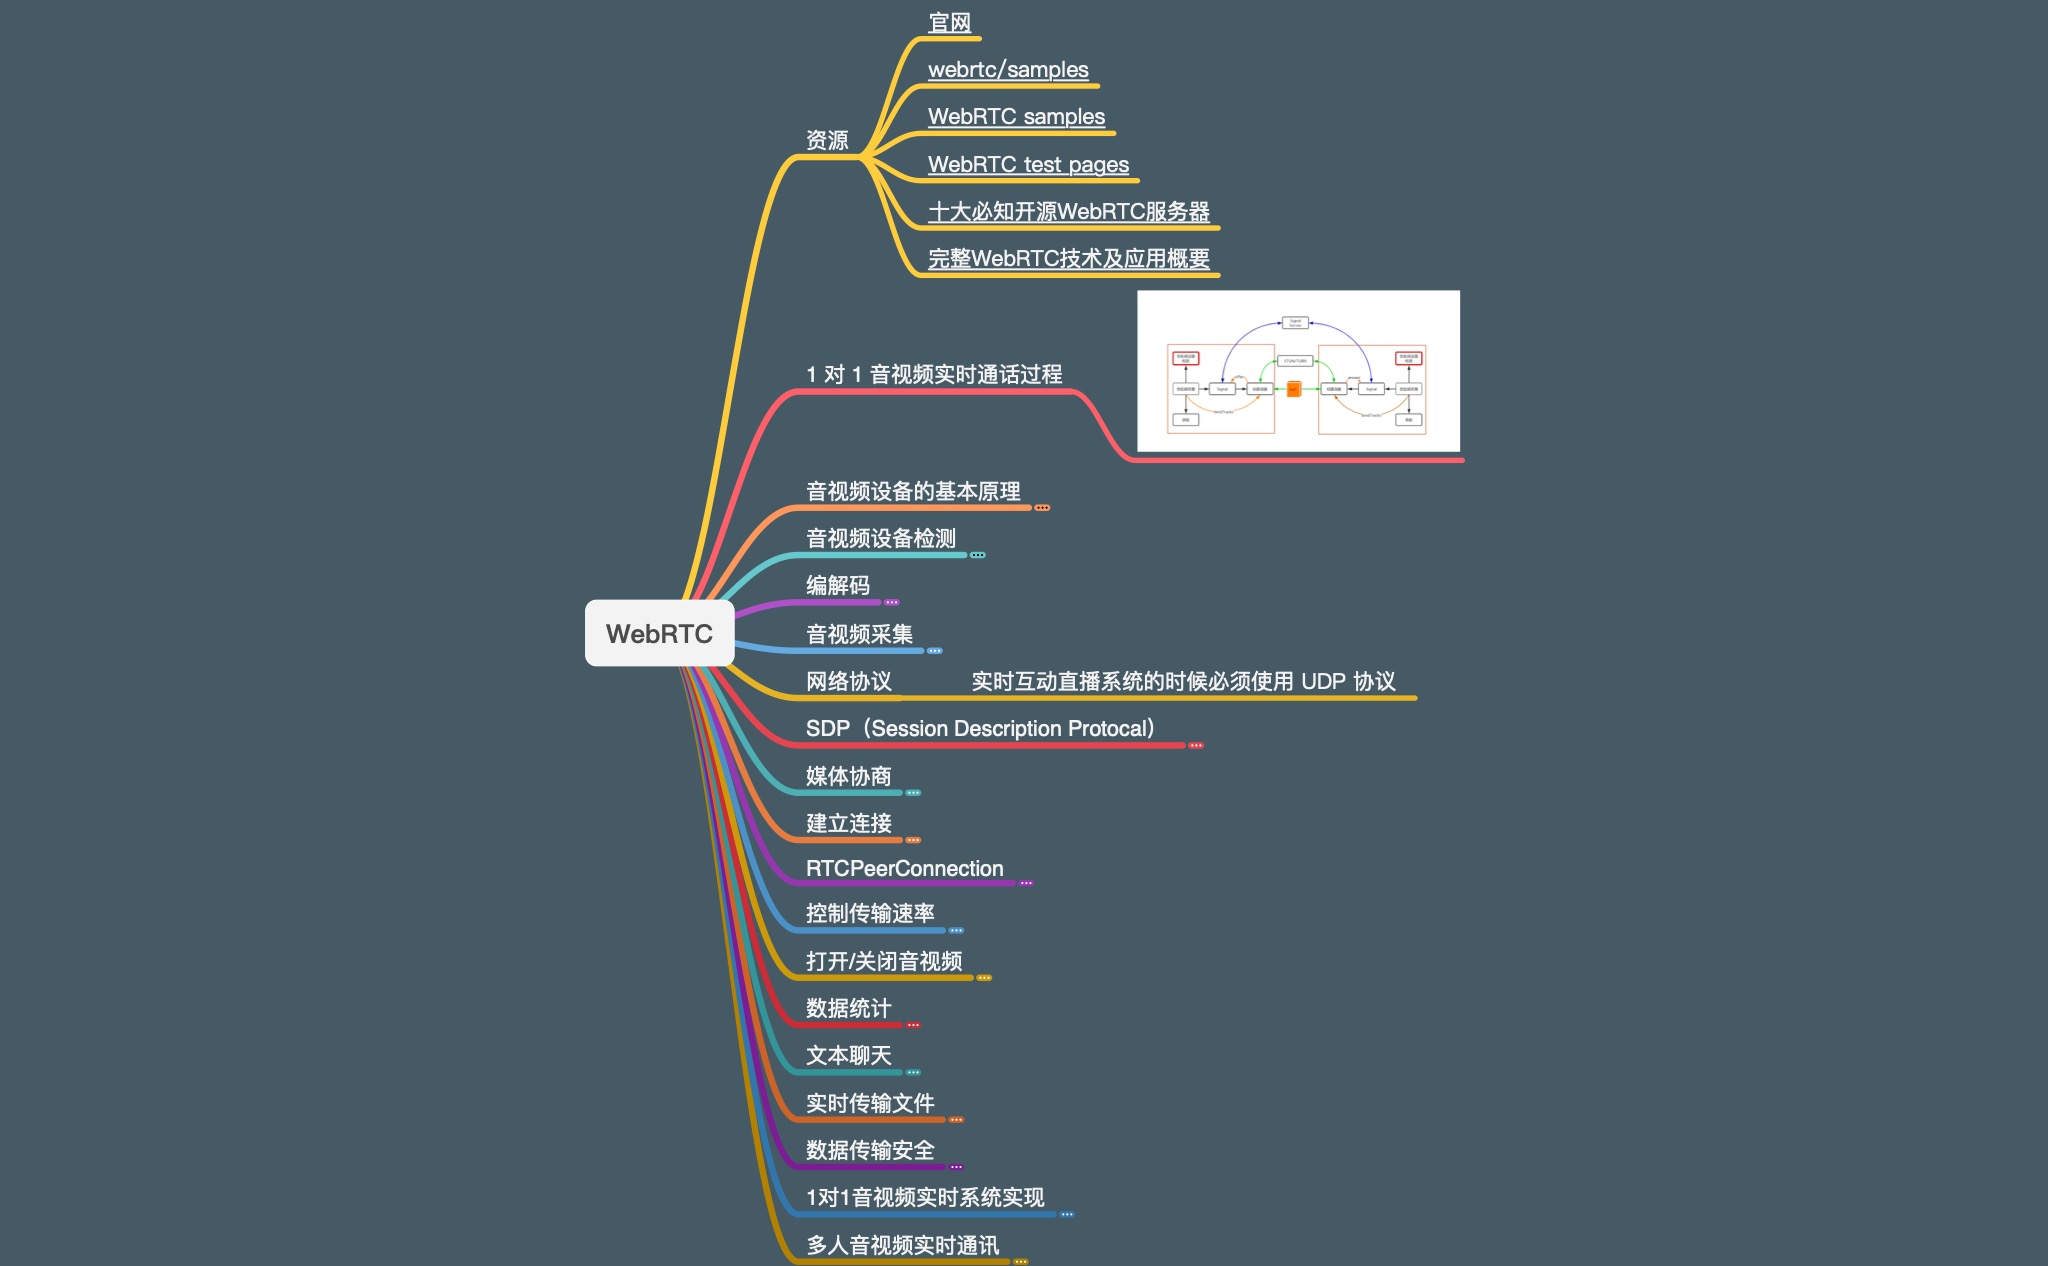 官网
webrtc/samples
WebRTC samples
资源
WebRTC test pages
十大必知开源WebRTC服务器
完整WebRTC技术及应用概要
1 对 1 音视频实时通话过程
Signal
Server
STUN/TURN
Signal
Signal
音视频设备的基本原理
音视频设备检测
编解码
WebRTC
音视频采集
网络协议
实时互动直播系统的时候必须使用 UDP 协议
SDP（Session Description Protocal）
媒体协商
建立连接
RTCPeerConnection
控制传输速率
打开/关闭音视频
数据统计
文本聊天
实时传输文件
数据传输安全
1对1音视频实时系统实现
多人音视频实时通讯